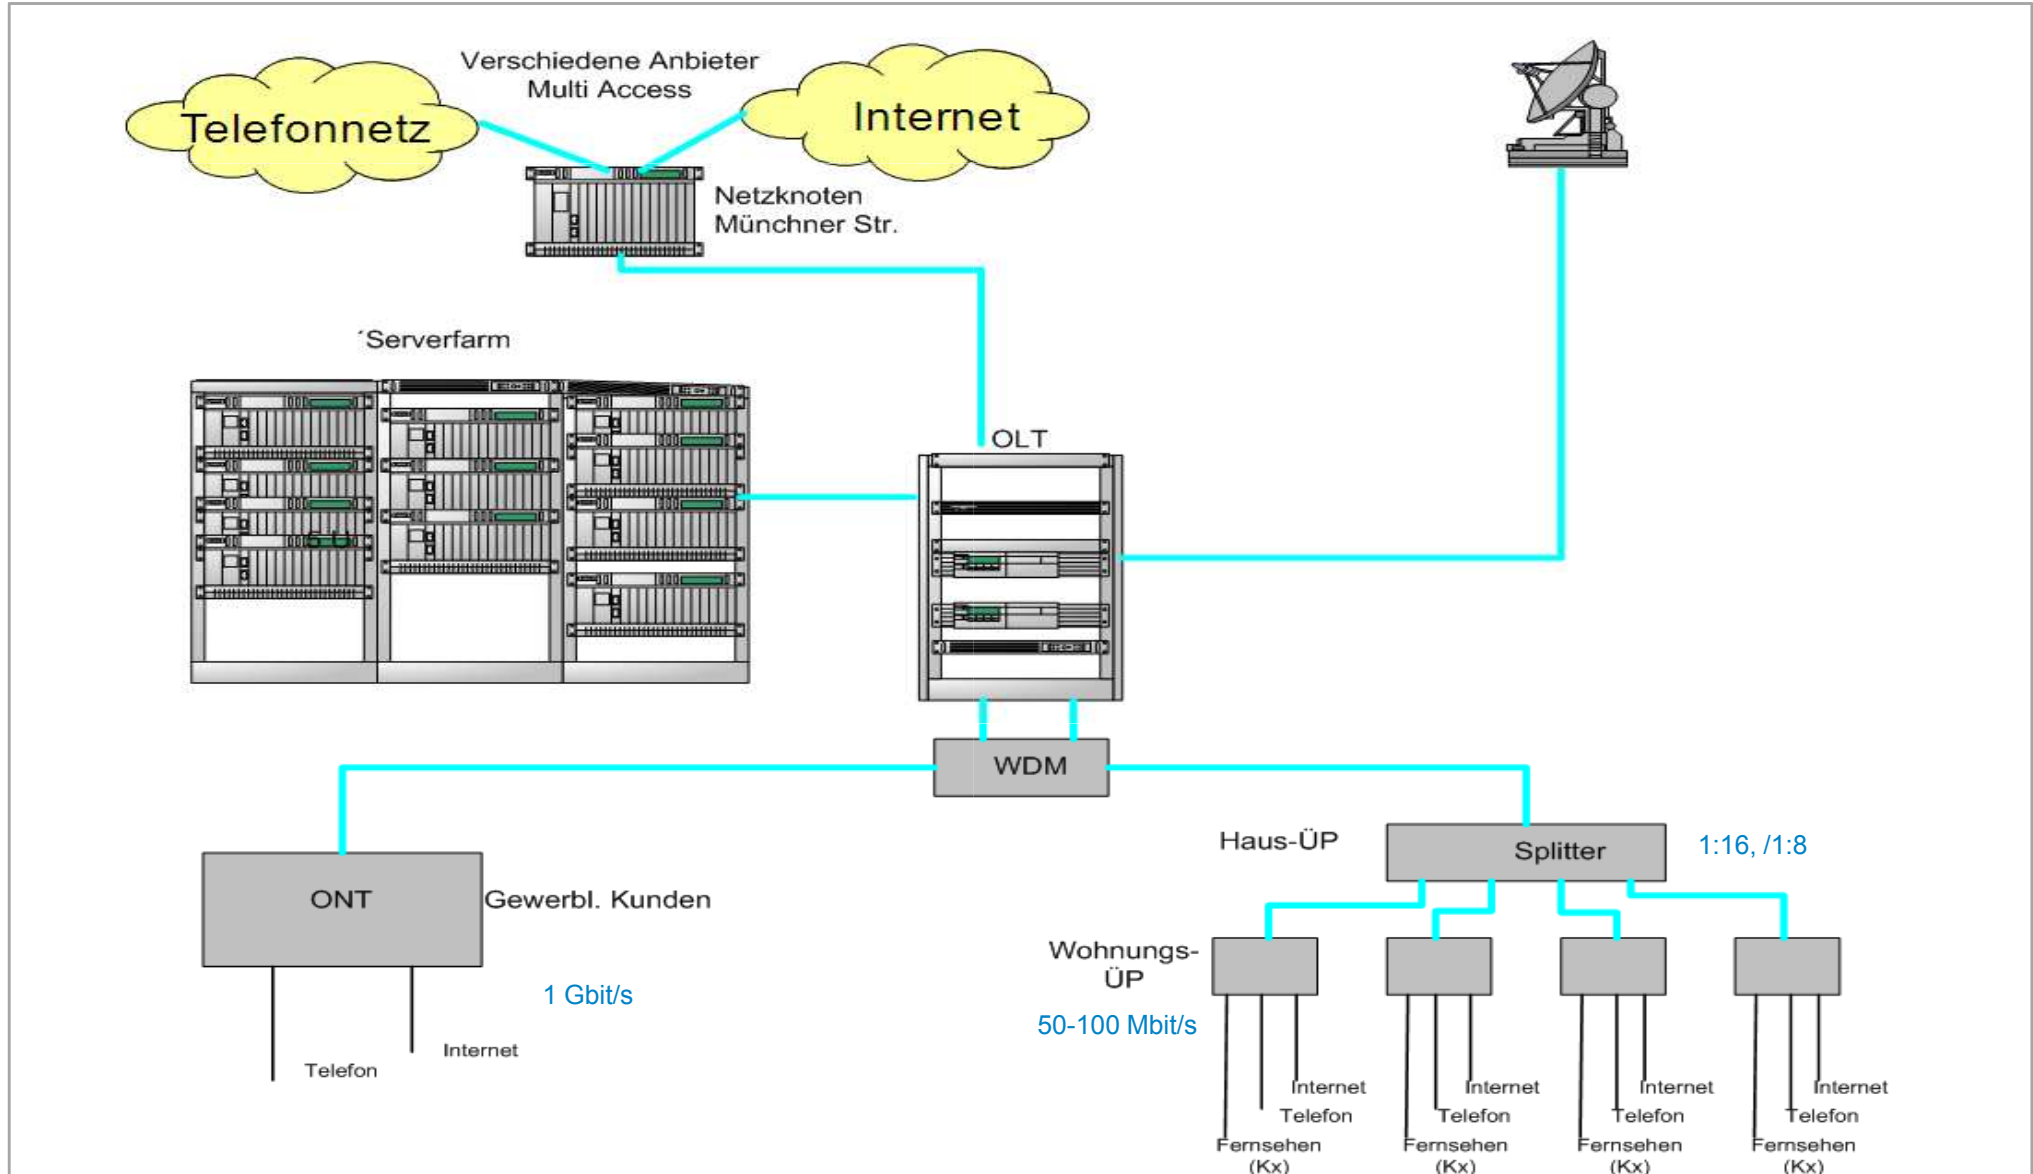 Verschiedene Anbieter
Multi Access
Telefonnetz
Internet
Netzknoten
Münchner Str.
´Serverfarm
OLT
WDM
Haus-ÜP
Splitter
1:16, /1:8
ONT
Gewerbl. Kunden
Wohnungs-
ÜP
1 Gbit/s
50-100 Mbit/s
Internet
Telefon
Internet
Telefon
Fernsehen
(Kx)
Internet
Telefon
Fernsehen
(Kx)
Internet
Telefon
Fernsehen
(Kx)
Internet
Telefon
Fernsehen
(Kx)